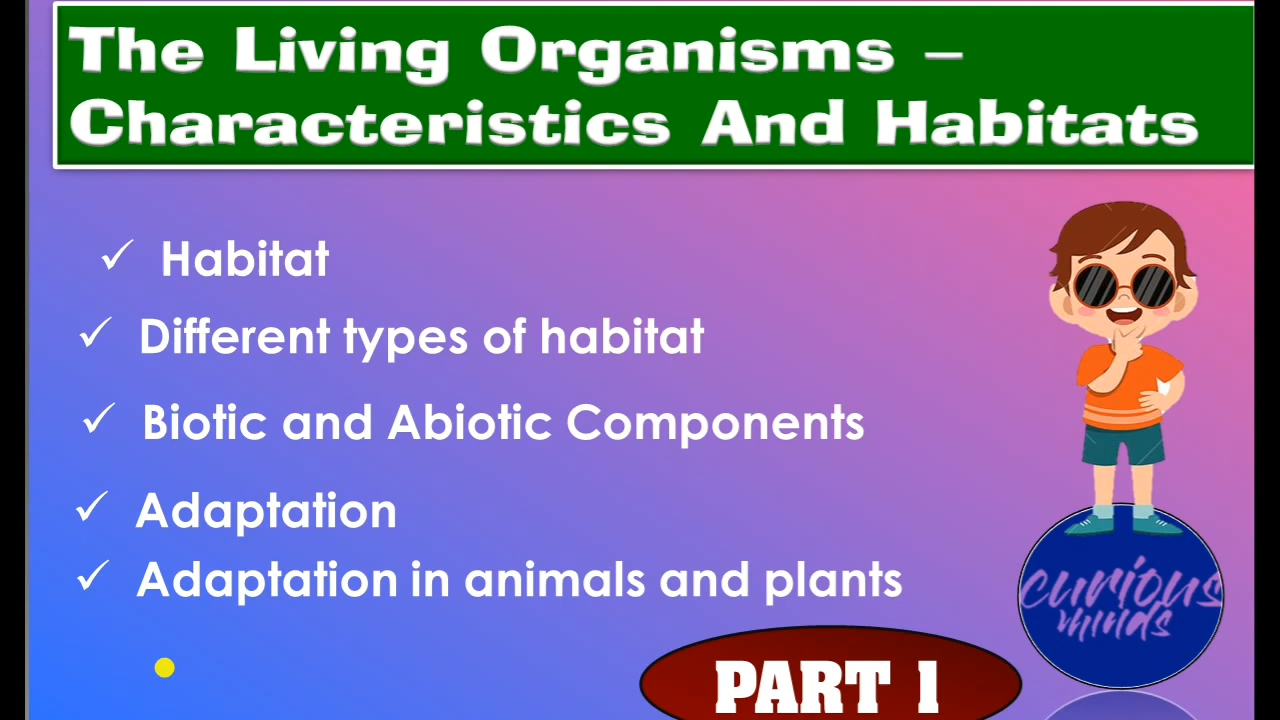 The Living Organisms –
Characteristics And Habitats
✓ Habitat
✓ Different types of habitat
✓ Biotic and Abiotic Components
✓ Adaptation
✓ Adaptation in animals and plants
curious
minds
PART 1